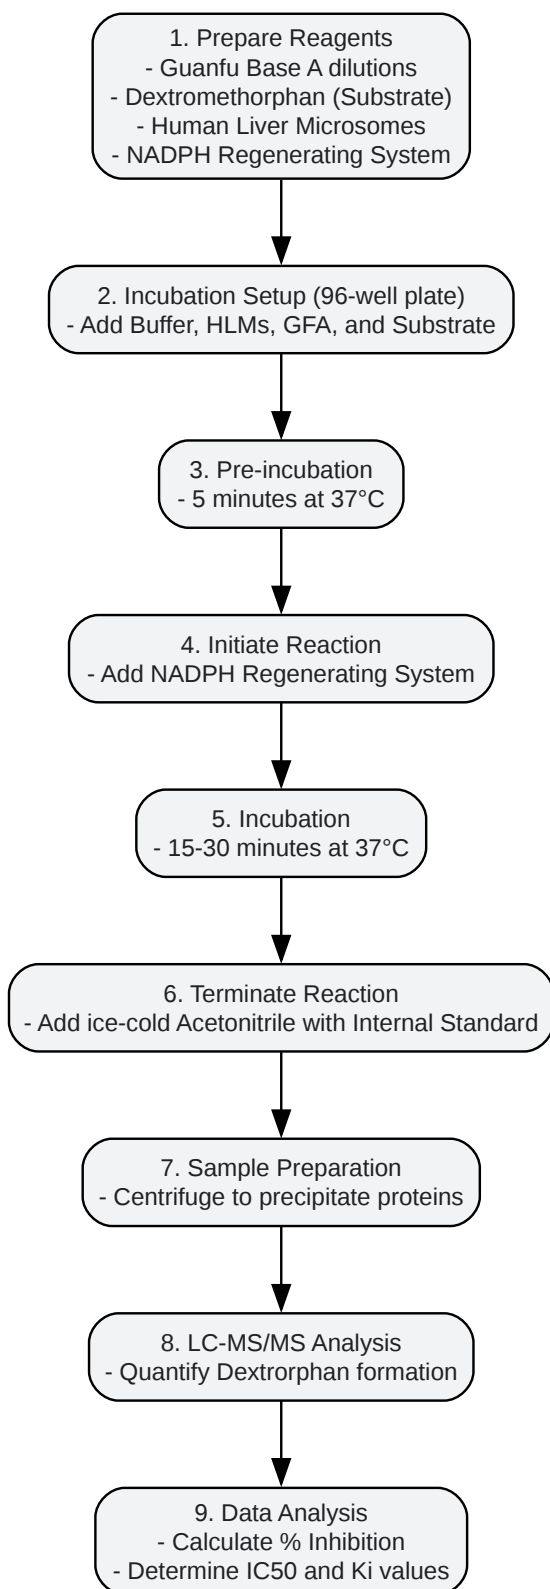 1. Prepare Reagents
- Guanfu Base A dilutions
- Dextromethorphan (Substrate)
- Human Liver Microsomes
- NADPH Regenerating System
2. Incubation Setup (96-well plate)
- Add Buffer, HLMs, GFA, and Substrate
3. Pre-incubation
- 5 minutes at 37°C
4. Initiate Reaction
- Add NADPH Regenerating System
5. Incubation
- 15-30 minutes at 37°C
6. Terminate Reaction
- Add ice-cold Acetonitrile with Internal Standard
7. Sample Preparation
- Centrifuge to precipitate proteins
8. LC-MS/MS Analysis
- Quantify Dextrorphan formation
9. Data Analysis
- Calculate % Inhibition
- Determine IC50 and Ki values